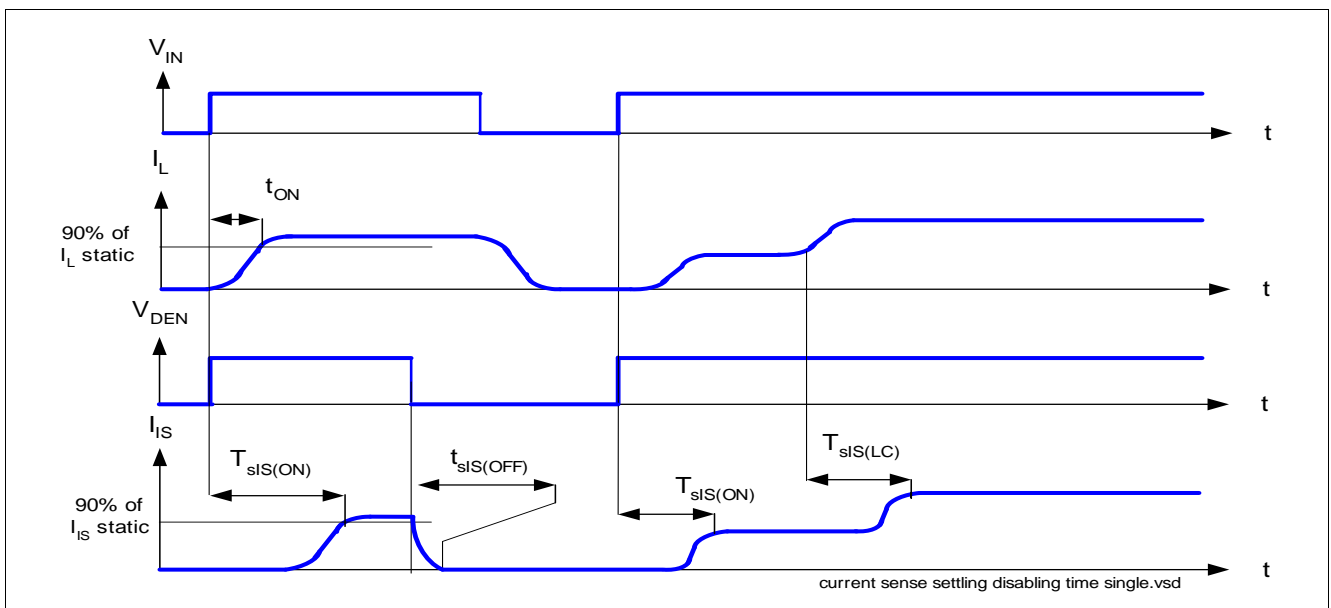 V_IN
t
I_L
t_ON
90% of
I_L static
t
V_DEN
t
I_IS
T_sIS(ON)
t_sIS(OFF)
T_sIS(ON)
T_sIS(LC)
90% of
I_IS static
t
current sense settling disabling time single.vsd